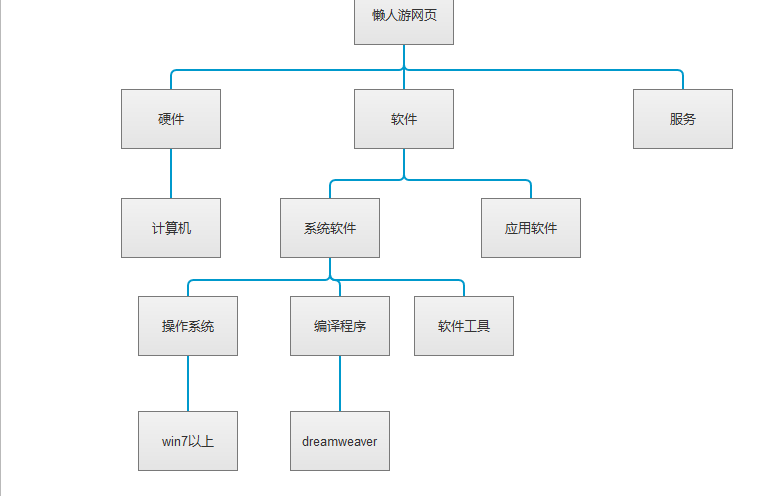 懒人游网页
硬件
软件
服务
计算机
系统软件
应用软件
操作系统
编译程序
软件工具
win7以上
dreamweaver